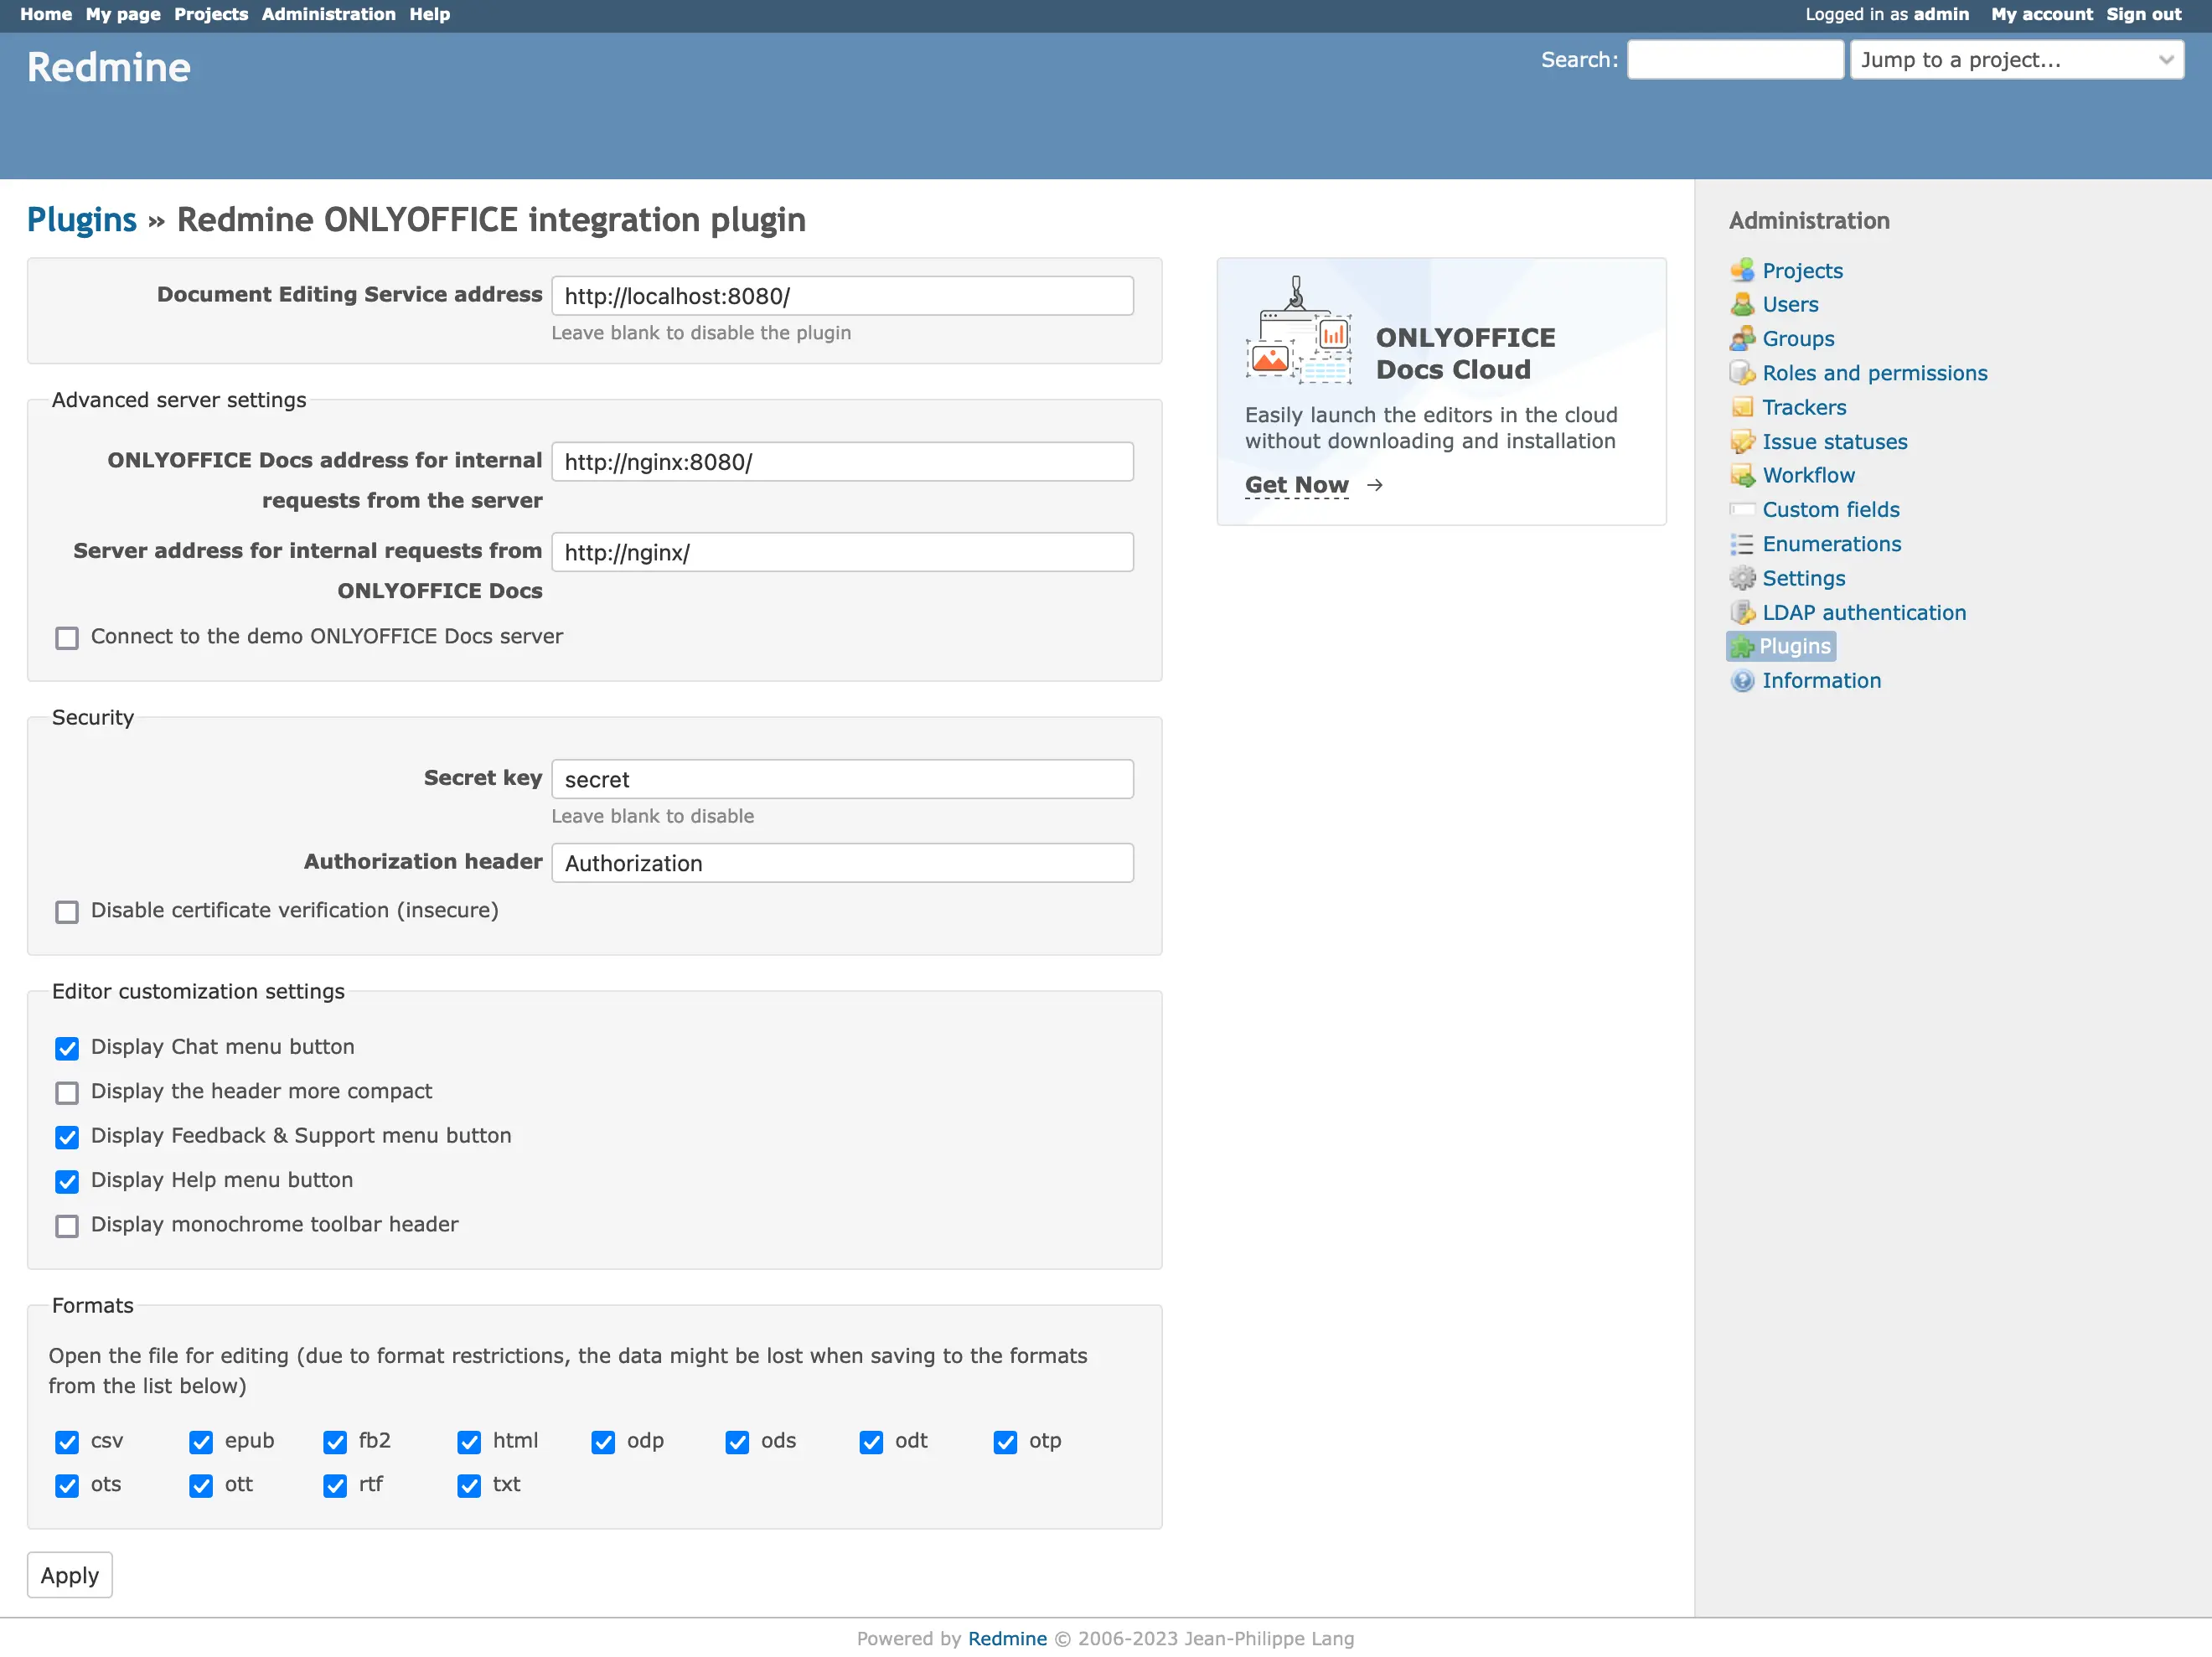 Home My page Projects Administration Help
Logged in as admin My account Sign out
Redmine
Search:
Jump to a project...
Plugins » Redmine ONLYOFFICE integration plugin
Document Editing Service address http://localhost:8080/
Leave blank to disable the plugin
Advanced server settings
ONLYOFFICE Docs address for internal http://nginx:8080/
requests from the server
Server address for internal requests from http://nginx/
ONLYOFFICE Docs
Connect to the demo ONLYOFFICE Docs server
Security
Secret key secret
Leave blank to disable
Authorization header Authorization
Disable certificate verification (insecure)
Editor customization settings
Display Chat menu button
Display the header more compact
Display Feedback & Support menu button
Display Help menu button
Display monochrome toolbar header
Formats
Open the file for editing (due to format restrictions, the data might be lost when saving to the formats
from the list below)
csv epub fb2 html odp ods odt otp
ots ott rtf txt
Apply
ONLYOFFICE
Docs Cloud
Easily launch the editors in the cloud
without downloading and installation
Get Now →
Administration
Projects
Users
Groups
Roles and permissions
Trackers
Issue statuses
Workflow
Custom fields
Enumerations
Settings
LDAP authentication
Plugins
Information
Powered by Redmine © 2006-2023 Jean-Philippe Lang